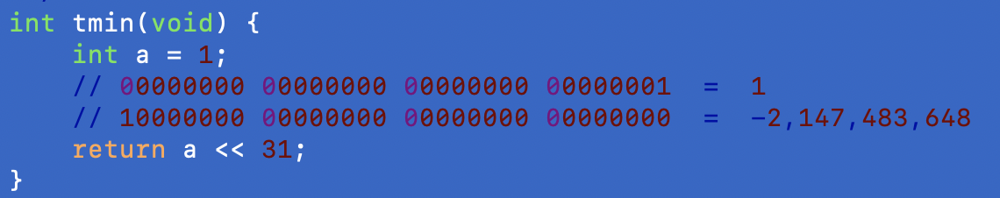 int tmin(void) {
    int a = 1;
    // 00000000 00000000 00000000 00000001  =  1
    // 10000000 00000000 00000000 00000000  =  -2,147,483,648
    return a << 31;
}